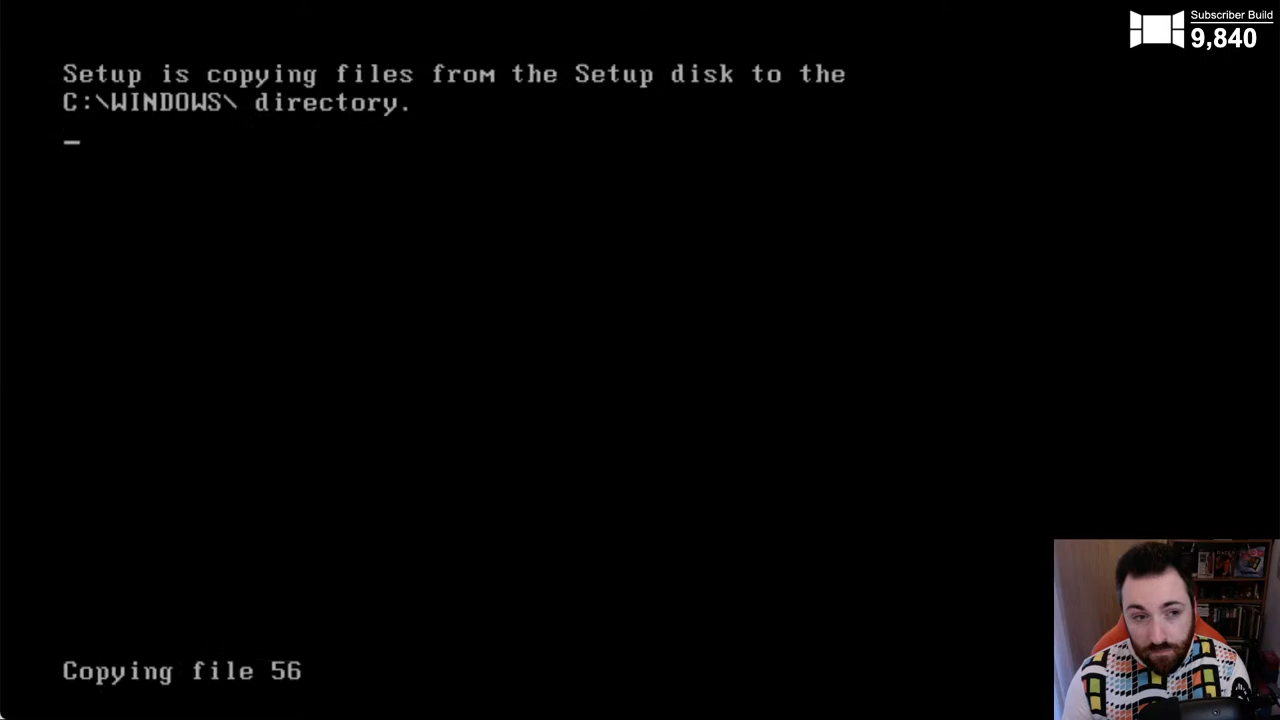 Subscriber Build
9,840
Setup is copying files from the Setup disk to the
C:\WINDOWS\ directory.
Copying file 56